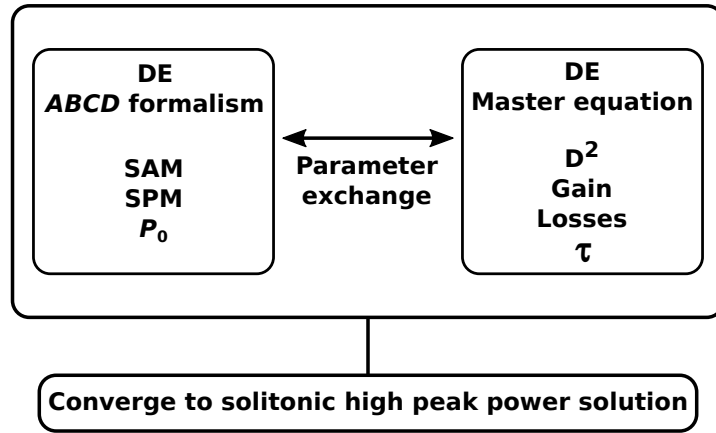 DE
ABCD formalism
SAM
SPM
P₀
Parameter
exchange
DE
Master equation
D²
Gain
Losses
τ
Converge to solitonic high peak power solution